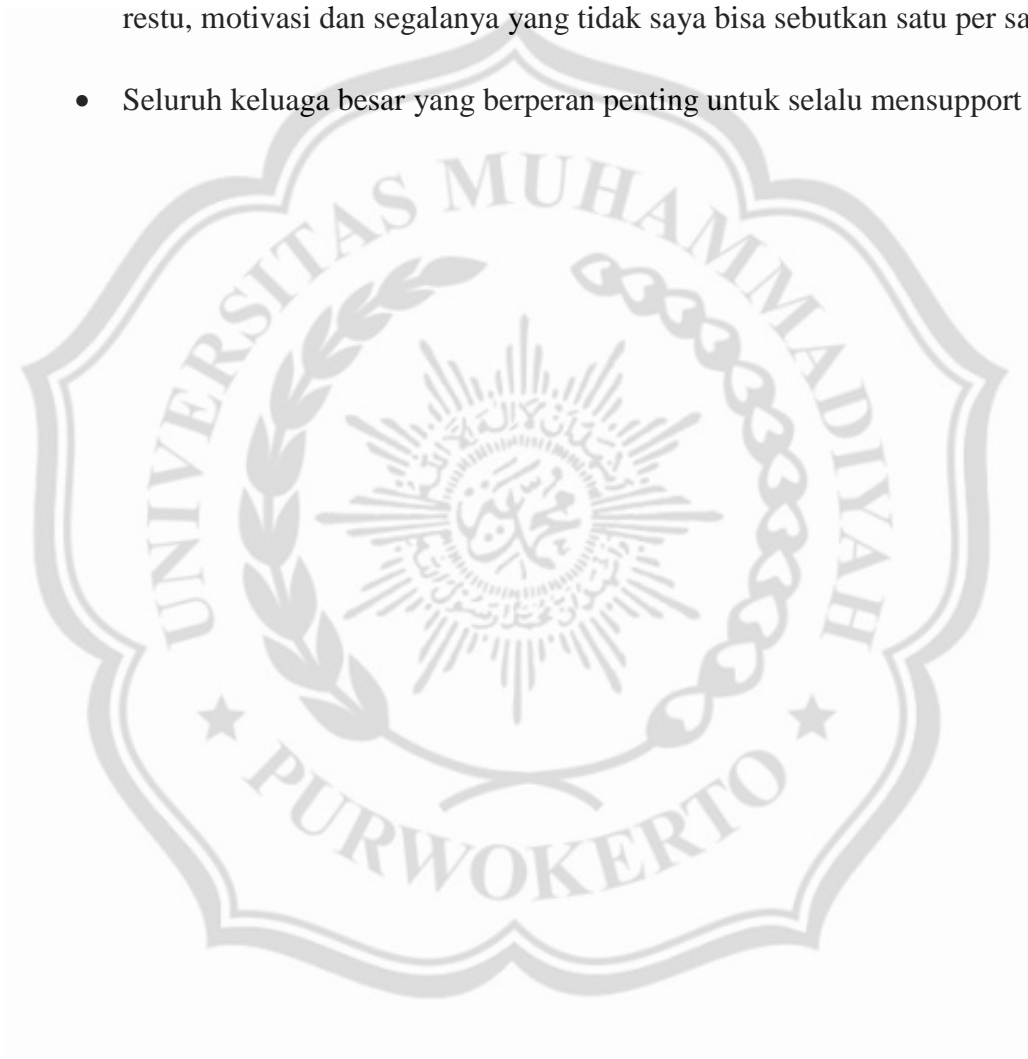 restu, motivasi dan segalanya yang tidak saya bisa sebutkan satu per sa
• Seluruh keluaga besar yang berperan penting untuk selalu mensupport
UNIVERSITAS MUHAMMADIYAH
PURWOKERTO